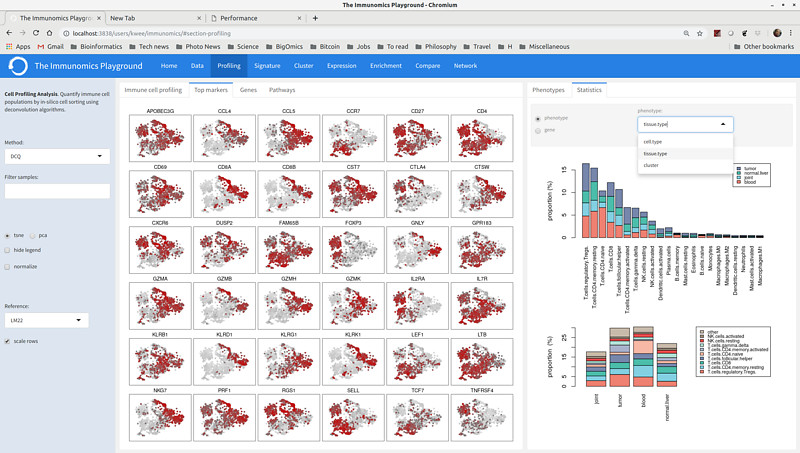 The Immunomics Playground - Chromium
The Immunomics Playgro
New Tab
Performance
localhost:3838/users/kwee/immunomics/#section-profiling
Apps
Gmail
Bioinformatics
Tech news
Photo News
Science
BigOmics
Bitcoin
Jobs
To read
Philosophy
Travel
H
Miscellaneous
Other bookmarks
The Immunomics Playground
Home
Data
Profiling
Signature
Cluster
Expression
Enrichment
Compare
Network
Cell Profiling Analysis. Quantify immune cell
populations by in-silico cell sorting using
deconvolution algorithms.
Method:
DCQ
Filter samples:
tsne
pca
hide legend
normalize
Reference:
LM22
scale rows
Immune cell profiling
Top markers
Genes
Pathways
APOBEC3G
CCL4
CCL5
CCR7
CD27
CD4
CD69
CD8A
CD8B
CST7
CTLA4
CTSW
CXCR6
DUSP2
FAM65B
FOXP3
GNLY
GPR183
GZMA
GZMB
GZMH
GZMK
IL2RA
IL7R
KLRB1
KLRD1
KLRG1
KLRK1
LEF1
LTB
NKG7
PRF1
RGS1
SELL
TCF7
TNFRSF4
Phenotypes
Statistics
phenotype
gene
phenotype:
tissue.type
cell.type
tissue.type
cluster
proportion (%)
15
10
5
0
tumor
normal.liver
joint
blood
T.cells.regulatory.Tregs.
T.cells.CD4.memory.resting
T.cells.CD4.naive
T.cells.CD8
T.cells.follicular.helper
T.cells.CD4.memory.activated
T.cells.gamma.delta
NK.cells.resting
NK.cells.activated
Plasma.cells
B.cells.memory
Mast.cells.resting
Eosinophils
B.cells.naive
Monocytes
Macrophages.M0
Macrophages.M2
Dendritic.cells.resting
Neutrophils
Mast.cells.activated
Macrophages.M1
proportion (%)
25
15
5
0
joint
tumor
blood
normal.liver
other
NK.cells.activated
NK.cells.resting
T.cells.gamma.delta
T.cells.CD4.memory.activated
T.cells.CD4.naive
T.cells.follicular.helper
T.cells.CD8
T.cells.CD4.memory.resting
T.cells.regulatory.Tregs.